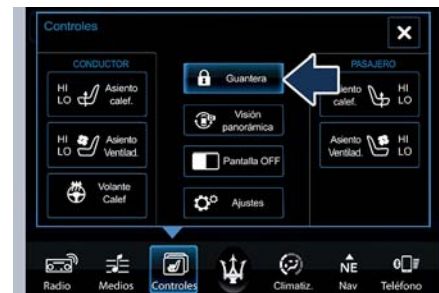 Controles
CONDUCTOR
PASAJERO
HI
LO
Asiento
calef.
Guantera
Asiento
calef.
HI
LO
HI
LO
Asiento
Ventilad.
Visión
panorámica
Asiento
Ventilad.
HI
LO
Pantalla OFF
Volante
Calef
Ajustes
Radio
Medios
Controles
Climatiz.
NE
Nav
Teléfono